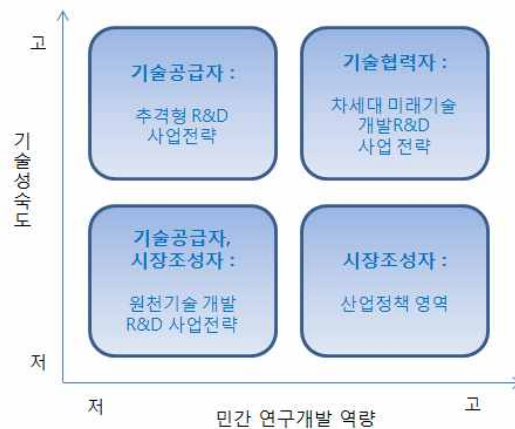 고
기술성숙도
저
기술공급자 :
추격형 R&D
사업전략
기술협력자 :
차세대 미래기술
개발R&D
사업 전략
기술공급자,
시장조성자 :
원천기술 개발
R&D 사업전략
시장조성자 :
산업정책 영역
저
민간 연구개발 역량
고